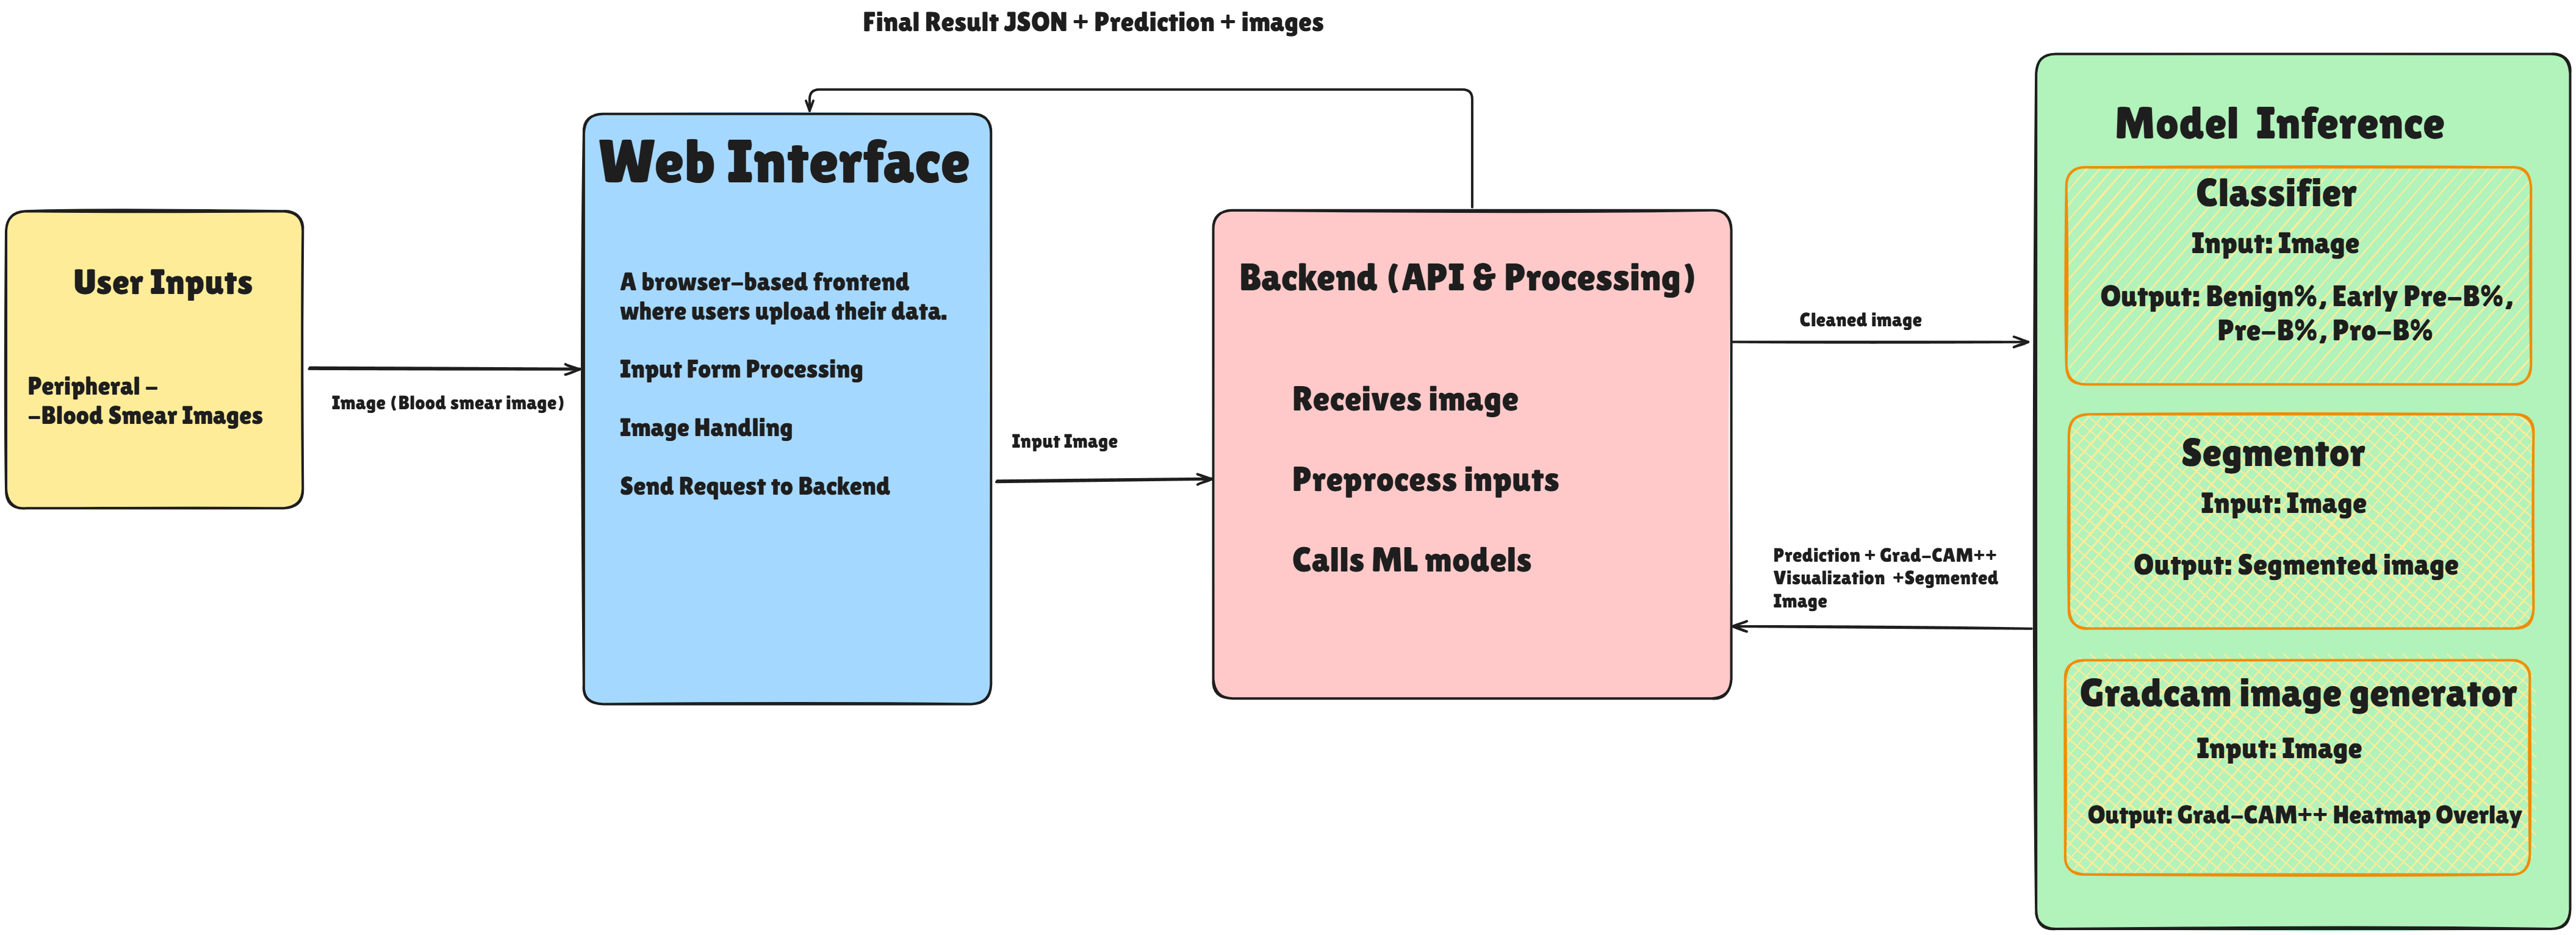 Final Result JSON + Prediction + images
User Inputs
Peripheral -
-Blood Smear Images
Image (Blood smear image)
Web Interface
A browser-based frontend
where users upload their data.
Input Form Processing
Image Handling
Send Request to Backend
Input Image
Backend (API & Processing)
Receives image
Preprocess inputs
Calls ML models
Cleaned image
Prediction + Grad-CAM++
Visualization +Segmented
Image
Model Inference
Classifier
Input: Image
Output: Benign%, Early Pre-B%,
Pre-B%, Pro-B%
Segmentor
Input: Image
Output: Segmented image
Gradcam image generator
Input: Image
Output: Grad-CAM++ Heatmap Overlay